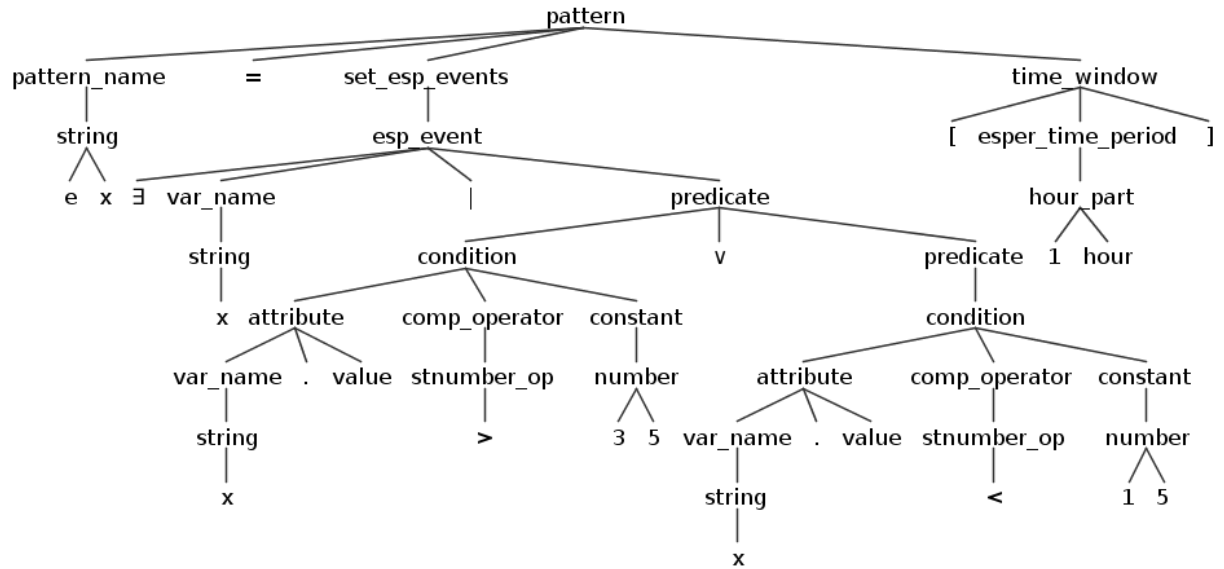 pattern
pattern_name = set_esp_events time_window
string esp_event [ esper_time_period ]
e x ∃ var_name | predicate hour_part
string condition ∨ predicate 1 hour
x attribute comp_operator constant condition
var_name . value stnumber_op number attribute comp_operator constant
string > 3 5 var_name . value stnumber_op number
x string < 1 5
x